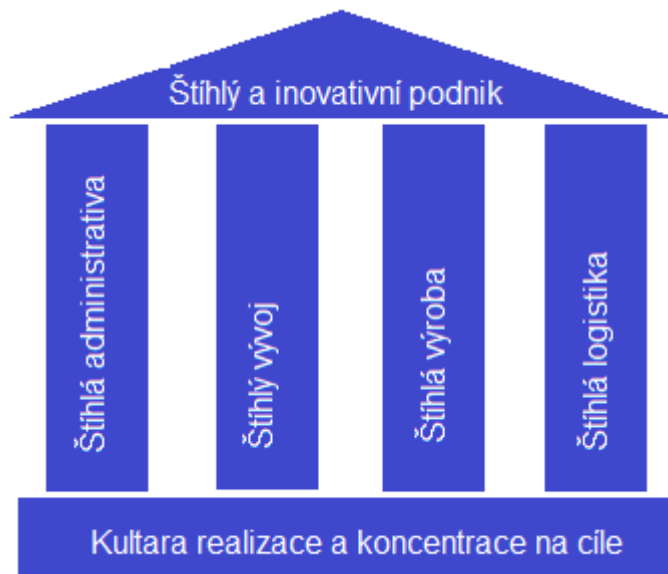 Štíhlý a inovativní podnik
Štíhlá administrativa
Štíhlý vývoj
Štíhlá výroba
Štíhlá logistika
Kultara realizace a koncentrace na cíle